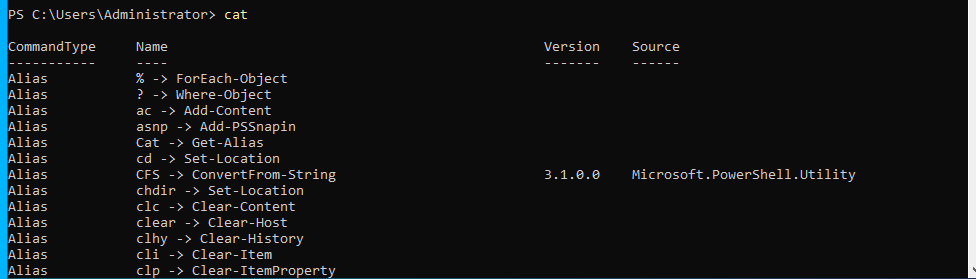 PS C:\Users\Administrator> cat
CommandType Name Version Source
----------- ---- ------- ------
Alias % -> ForEach-Object
Alias ? -> Where-Object
Alias ac -> Add-Content
Alias asnp -> Add-PSSnapin
Alias Cat -> Get-Alias
Alias cd -> Set-Location
Alias CFS -> ConvertFrom-String 3.1.0.0 Microsoft.PowerShell.Utility
Alias chdir -> Set-Location
Alias clc -> Clear-Content
Alias clear -> Clear-Host
Alias clhy -> Clear-History
Alias cli -> Clear-Item
Alias clp -> Clear-ItemProperty